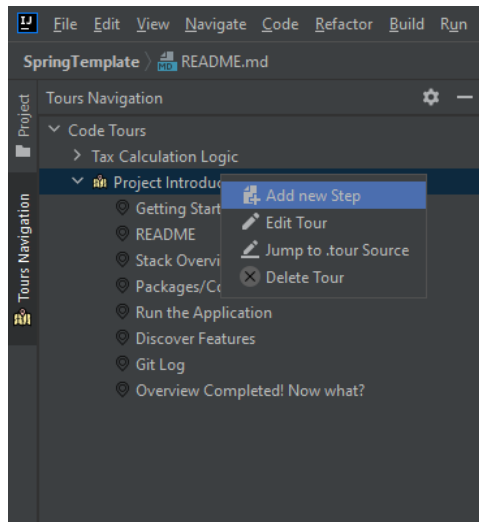 IJ File Edit View Navigate Code Refactor Build Run
SpringTemplate README.md
Project
Tours Navigation
Tours Navigation
Code Tours
Tax Calculation Logic
Project Introduc
Add new Step
Getting Start
Edit Tour
README
Jump to .tour Source
Stack Overvi
Delete Tour
Packages/Co
Run the Application
Discover Features
Git Log
Overview Completed! Now what?